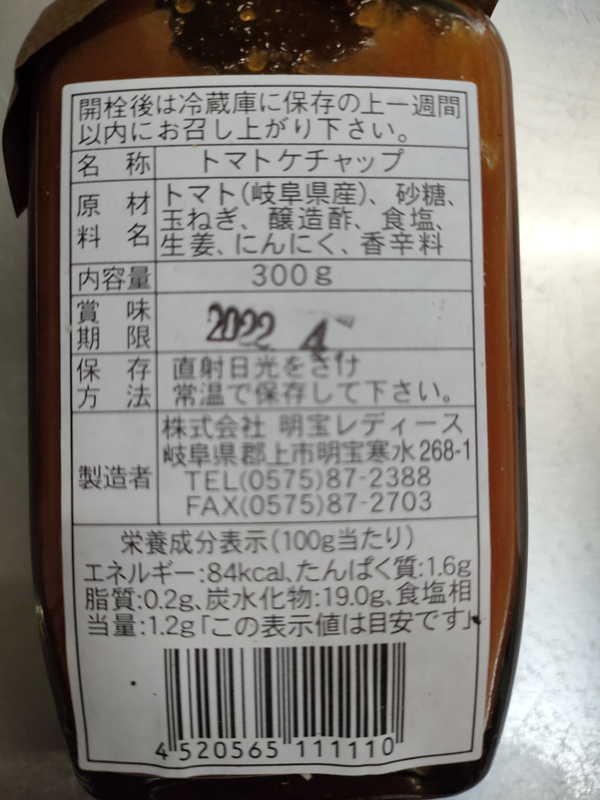 開栓後は冷蔵庫に保存の上一週間
以内にお召し上がり下さい。
名称 トマトケチャップ
原材料名 トマト(岐阜県産)、砂糖、
玉ねぎ、醸造酢、食塩、
生姜、にんにく、香辛料
内容量 300g
賞味期限 2022 4
保存方法 直射日光をさけ
常温で保存して下さい。
製造者 株式会社 明宝レディース
岐阜県郡上市明宝寒水268-1
TEL(0575)87-2388
FAX(0575)87-2703
栄養成分表示(100g当たり)
エネルギー:84kcal、たんぱく質:1.6g
脂質:0.2g、炭水化物:19.0g、食塩相
当量:1.2g「この表示値は目安です」
4 520565 111110